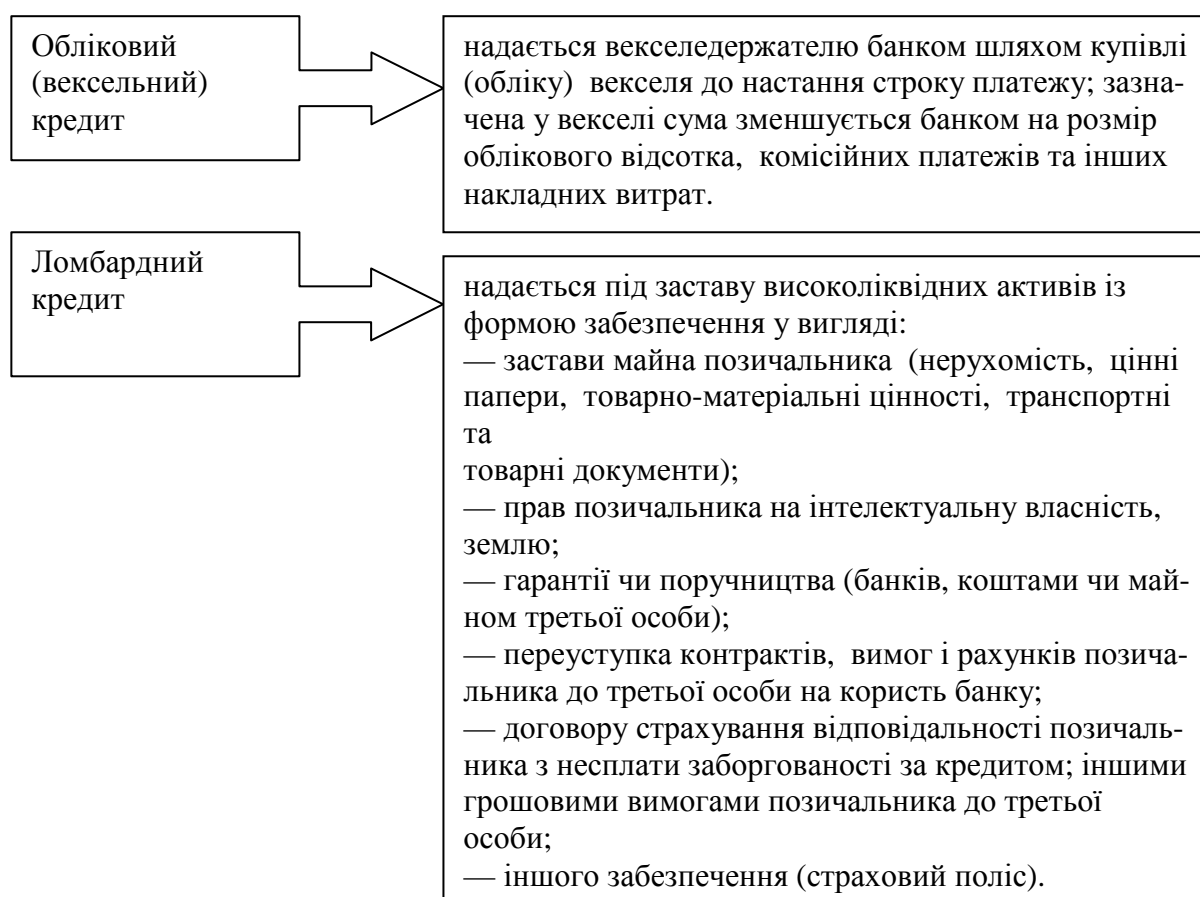 Обліковий
(вексельний)
кредит
надається векселедержателю банком шляхом купівлі
(обліку) векселя до настання строку платежу; зазна-
чена у векселі сума зменшується банком на розмір
облікового відсотка, комісійних платежів та інших
накладних витрат.
Ломбардний
кредит
надається під заставу високоліквідних активів із
формою забезпечення у вигляді:
— застави майна позичальника (нерухомість, цінні
папери, товарно-матеріальні цінності, транспортні
та
товарні документи);
— прав позичальника на інтелектуальну власність,
землю;
— гарантії чи поручництва (банків, коштами чи май-
ном третьої особи);
— переуступка контрактів, вимог і рахунків позича-
льника до третьої особи на користь банку;
— договору страхування відповідальності позичаль-
ника з несплати заборгованості за кредитом; іншими
грошовими вимогами позичальника до третьої
особи;
— іншого забезпечення (страховий поліс).